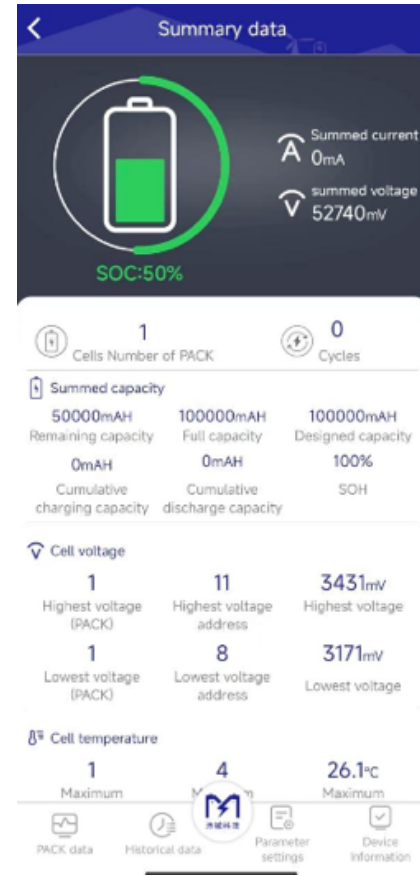 Summary data
Summed current
A
0mA
summed voltage
V
52740mV
SOC:50%
1
Cells Number of PACK
0
Cycles
Summed capacity
50000mAH
Remaining capacity
100000mAH
Full capacity
100000mAH
Designed capacity
0mAH
Cumulative
charging capacity
0mAH
Cumulative
discharge capacity
100%
SOH
V
Cell voltage
1
Highest voltage
(PACK)
11
Highest voltage
address
3431mV
Highest voltage
1
Lowest voltage
(PACK)
8
Lowest voltage
address
3171mV
Lowest voltage
Cell temperature
1
Maximum
4
26.1°C
Maximum
PACK data
Historical data
Parameter
settings
Device
Information